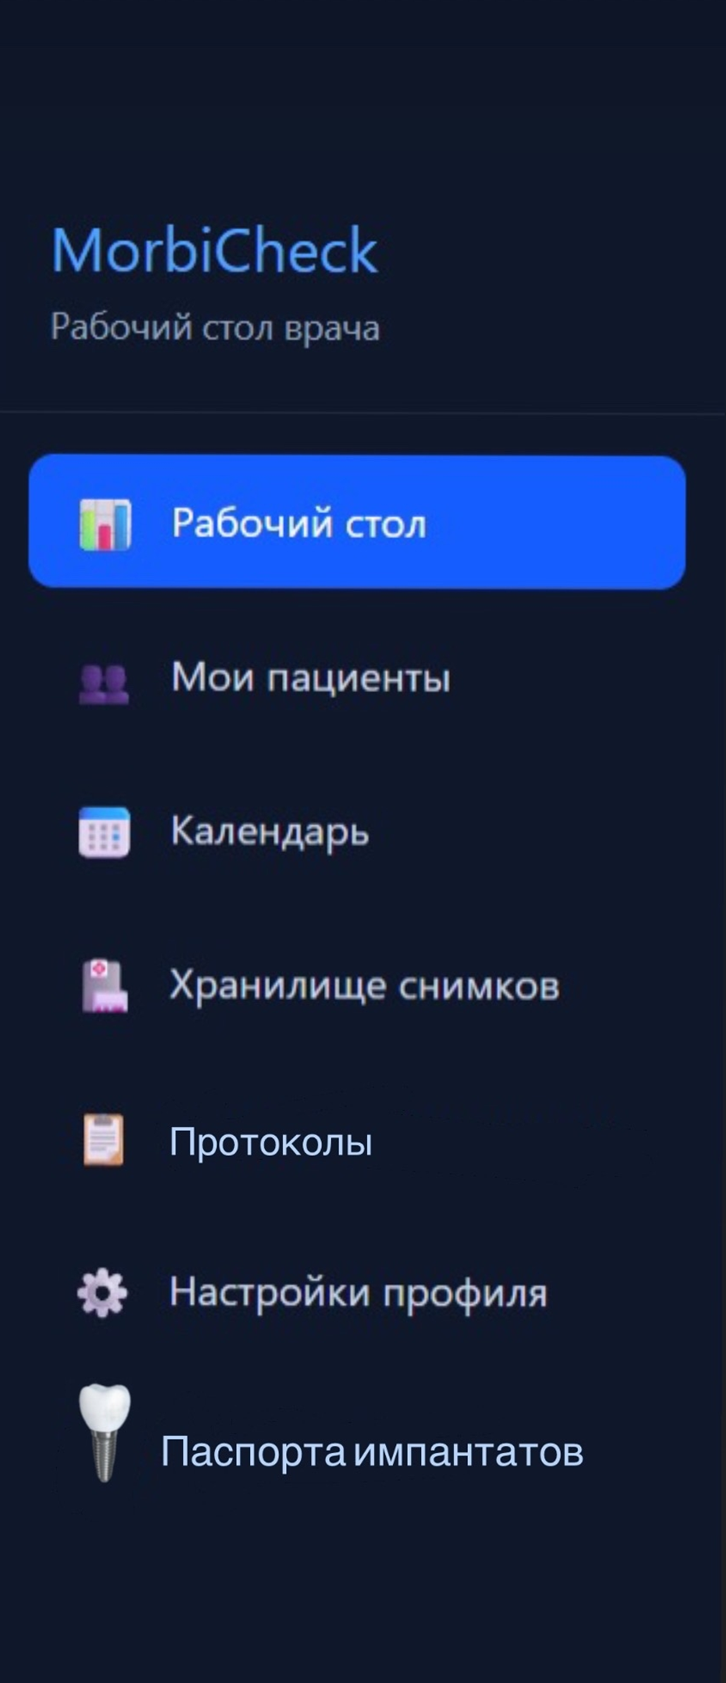 MorbiCheck
Рабочий стол врача
Рабочий стол
Мои пациенты
Календарь
Хранилище снимков
Протоколы
Настройки профиля
Паспорта импантатов